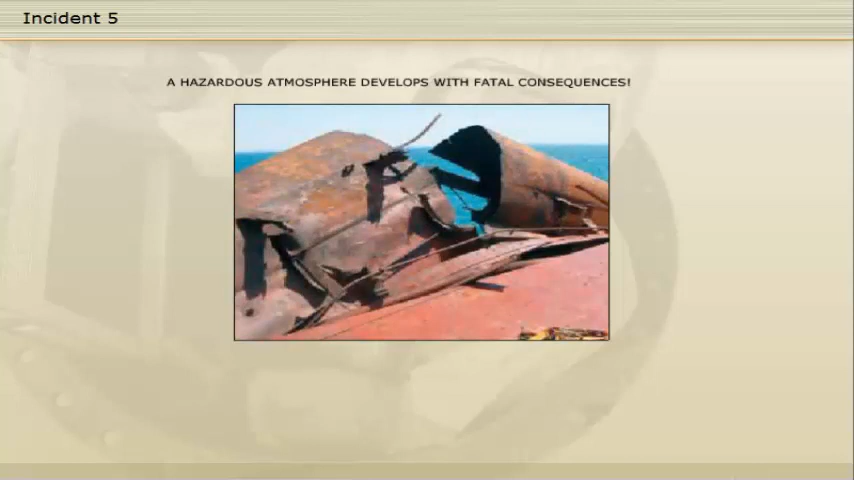 Incident 5
A HAZARDOUS ATMOSPHERE DEVELOPS WITH FATAL CONSEQUENCES!